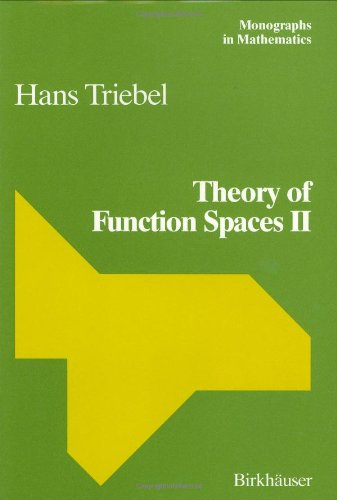 Monographs
in Mathematics
Hans Triebel
Theory of
Function Spaces II
Birkhäuser